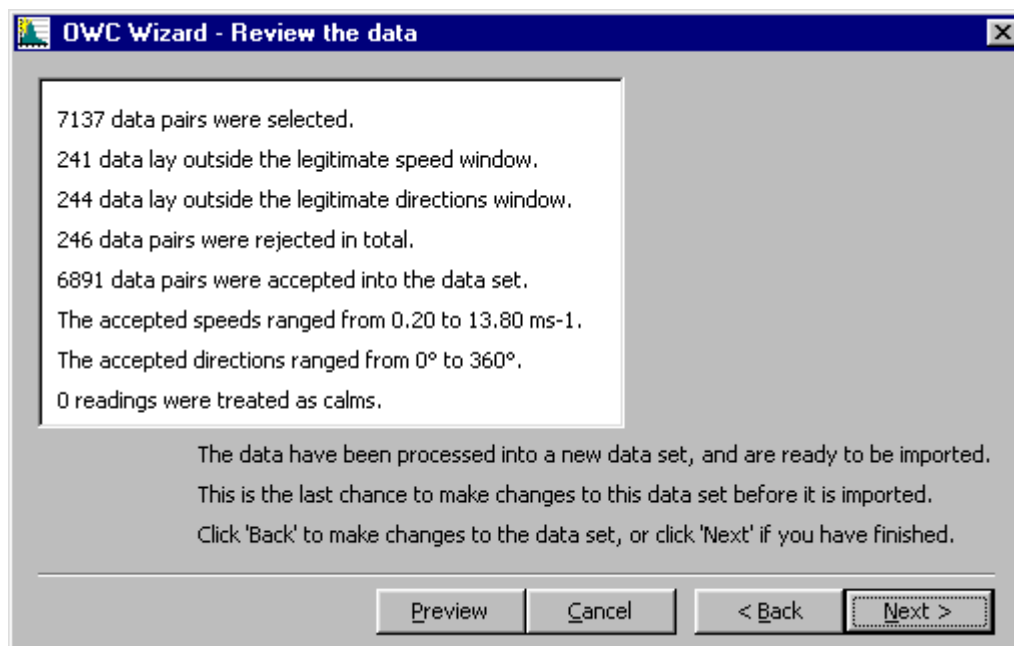 OWC Wizard - Review the data
7137 data pairs were selected.
241 data lay outside the legitimate speed window.
244 data lay outside the legitimate directions window.
246 data pairs were rejected in total.
6891 data pairs were accepted into the data set.
The accepted speeds ranged from 0.20 to 13.80 ms-1.
The accepted directions ranged from 0° to 360°.
0 readings were treated as calms.
The data have been processed into a new data set, and are ready to be imported.
This is the last chance to make changes to this data set before it is imported.
Click 'Back' to make changes to the data set, or click 'Next' if you have finished.
Preview Cancel < Back Next >